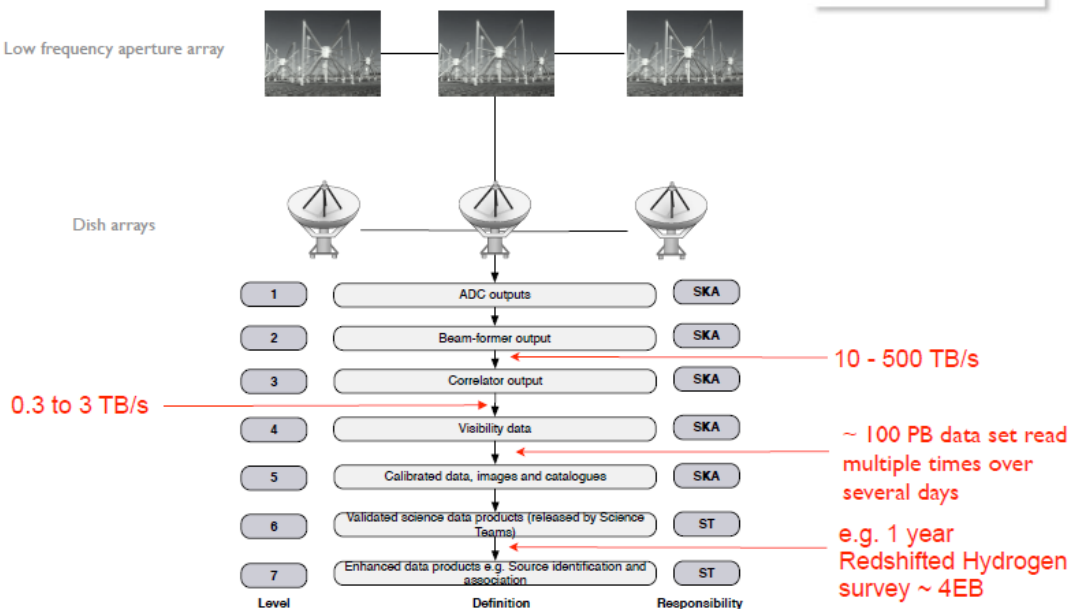 Low frequency aperture array
Dish arrays
1 ADC outputs SKA
2 Beam-former output SKA
10 - 500 TB/s
3 Correlator output SKA
0.3 to 3 TB/s
4 Visibility data SKA
~ 100 PB data set read
multiple times over
several days
5 Calibrated data, images and catalogues SKA
6 Validated science data products (released by Science
Teams) ST
e.g. 1 year
Redshifted Hydrogen
survey ~ 4EB
7 Enhanced data products e.g. Source identification and
association ST
Level Definition Responsibility